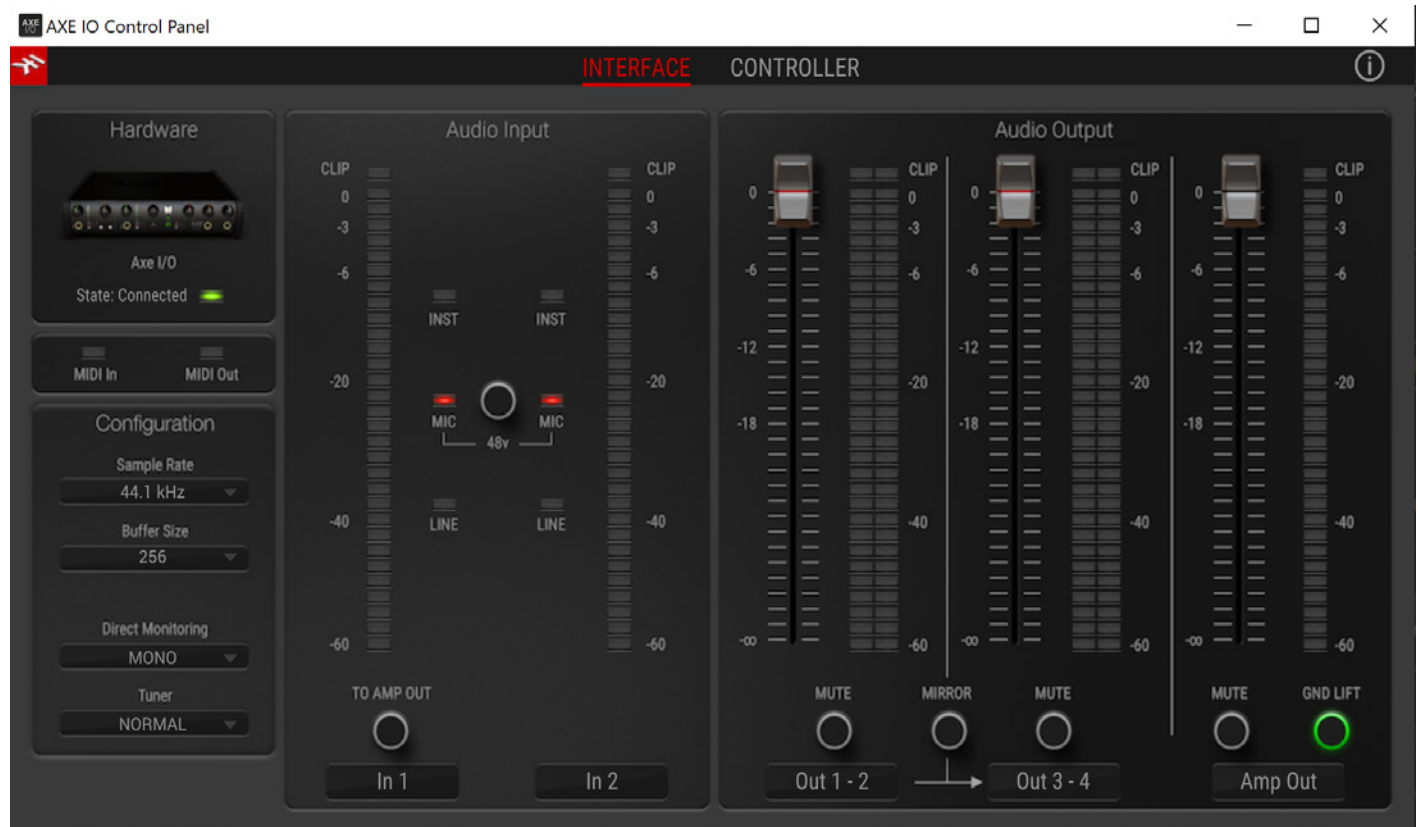 AXE I/O AXE IO Control Panel
INTERFACE CONTROLLER
Hardware
Axe I/O
State: Connected
MIDI In MIDI Out
Configuration
Sample Rate
44.1 kHz
Buffer Size
256
Direct Monitoring
MONO
Tuner
NORMAL
Audio Input
CLIP CLIP
0 0
-3 -3
-6 -6
INST INST
-20 -20
MIC MIC
48v
-40 LINE LINE -40
-60 -60
TO AMP OUT
In 1 In 2
Audio Output
CLIP CLIP CLIP
0 0 0 0 0 0
-3 -3 -3
-6 -6 -6 -6 -6 -6
-12 -12 -12
-20 -20 -20
-18 -18 -18
-40 -40 -40
-∞ -60 -∞ -60 -∞ -60
MUTE MIRROR MUTE MUTE GND LIFT
Out 1 - 2 Out 3 - 4 Amp Out